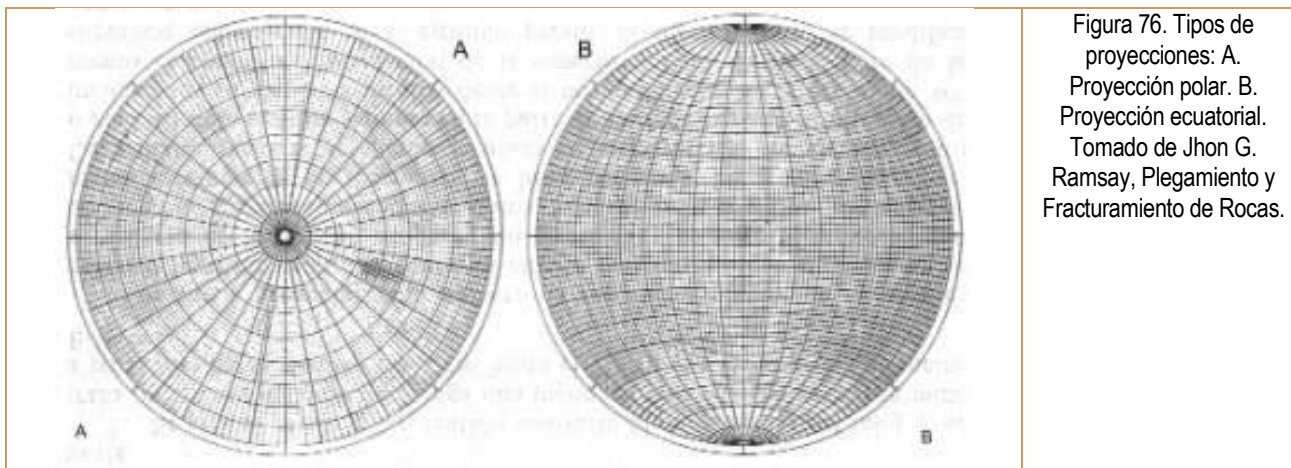 A
B
A
B
Figura 76. Tipos de
proyecciones: A.
Proyección polar. B.
Proyección ecuatorial.
Tomado de Jhon G.
Ramsay, Plegamiento y
Fracturamiento de Rocas.